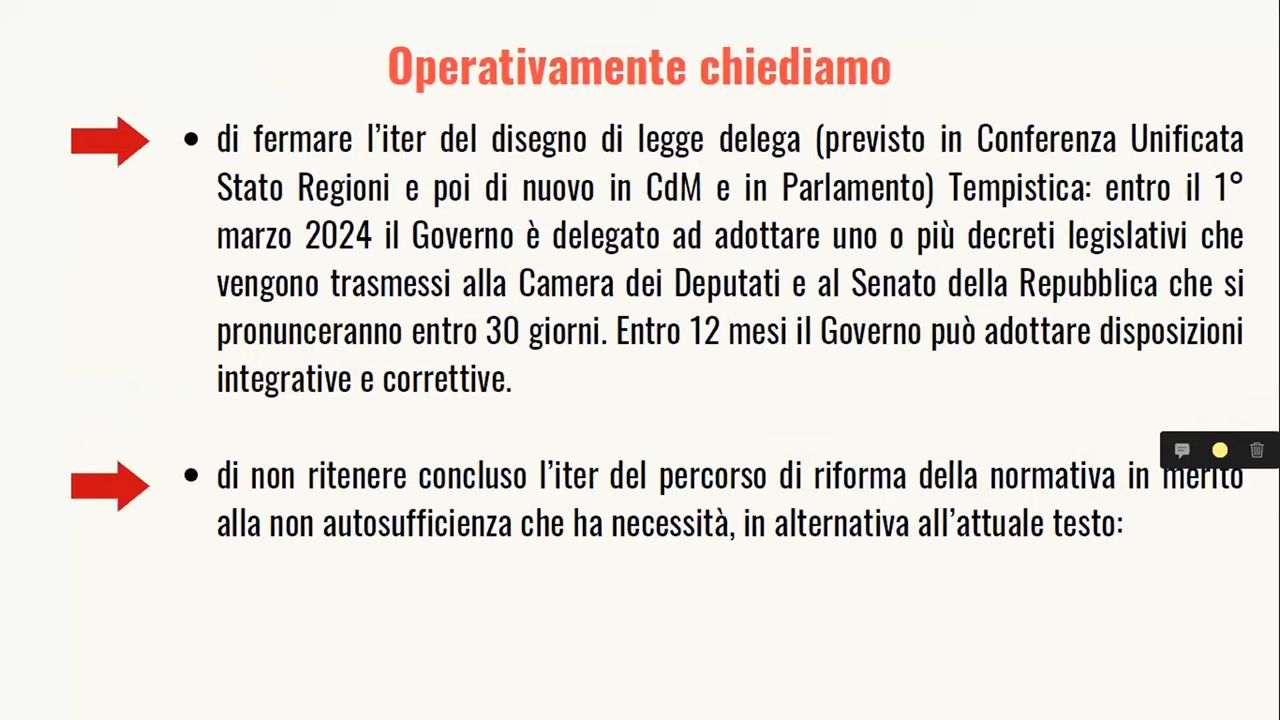 Operativamente chiediamo
• di fermare l’iter del disegno di legge delega (previsto in Conferenza Unificata
Stato Regioni e poi di nuovo in CdM e in Parlamento) Tempistica: entro il 1°
marzo 2024 il Governo è delegato ad adottare uno o più decreti legislativi che
vengono trasmessi alla Camera dei Deputati e al Senato della Repubblica che si
pronunceranno entro 30 giorni. Entro 12 mesi il Governo può adottare disposizioni
integrative e correttive.
• di non ritenere concluso l’iter del percorso di riforma della normativa in merito
alla non autosufficienza che ha necessità, in alternativa all’attuale testo: